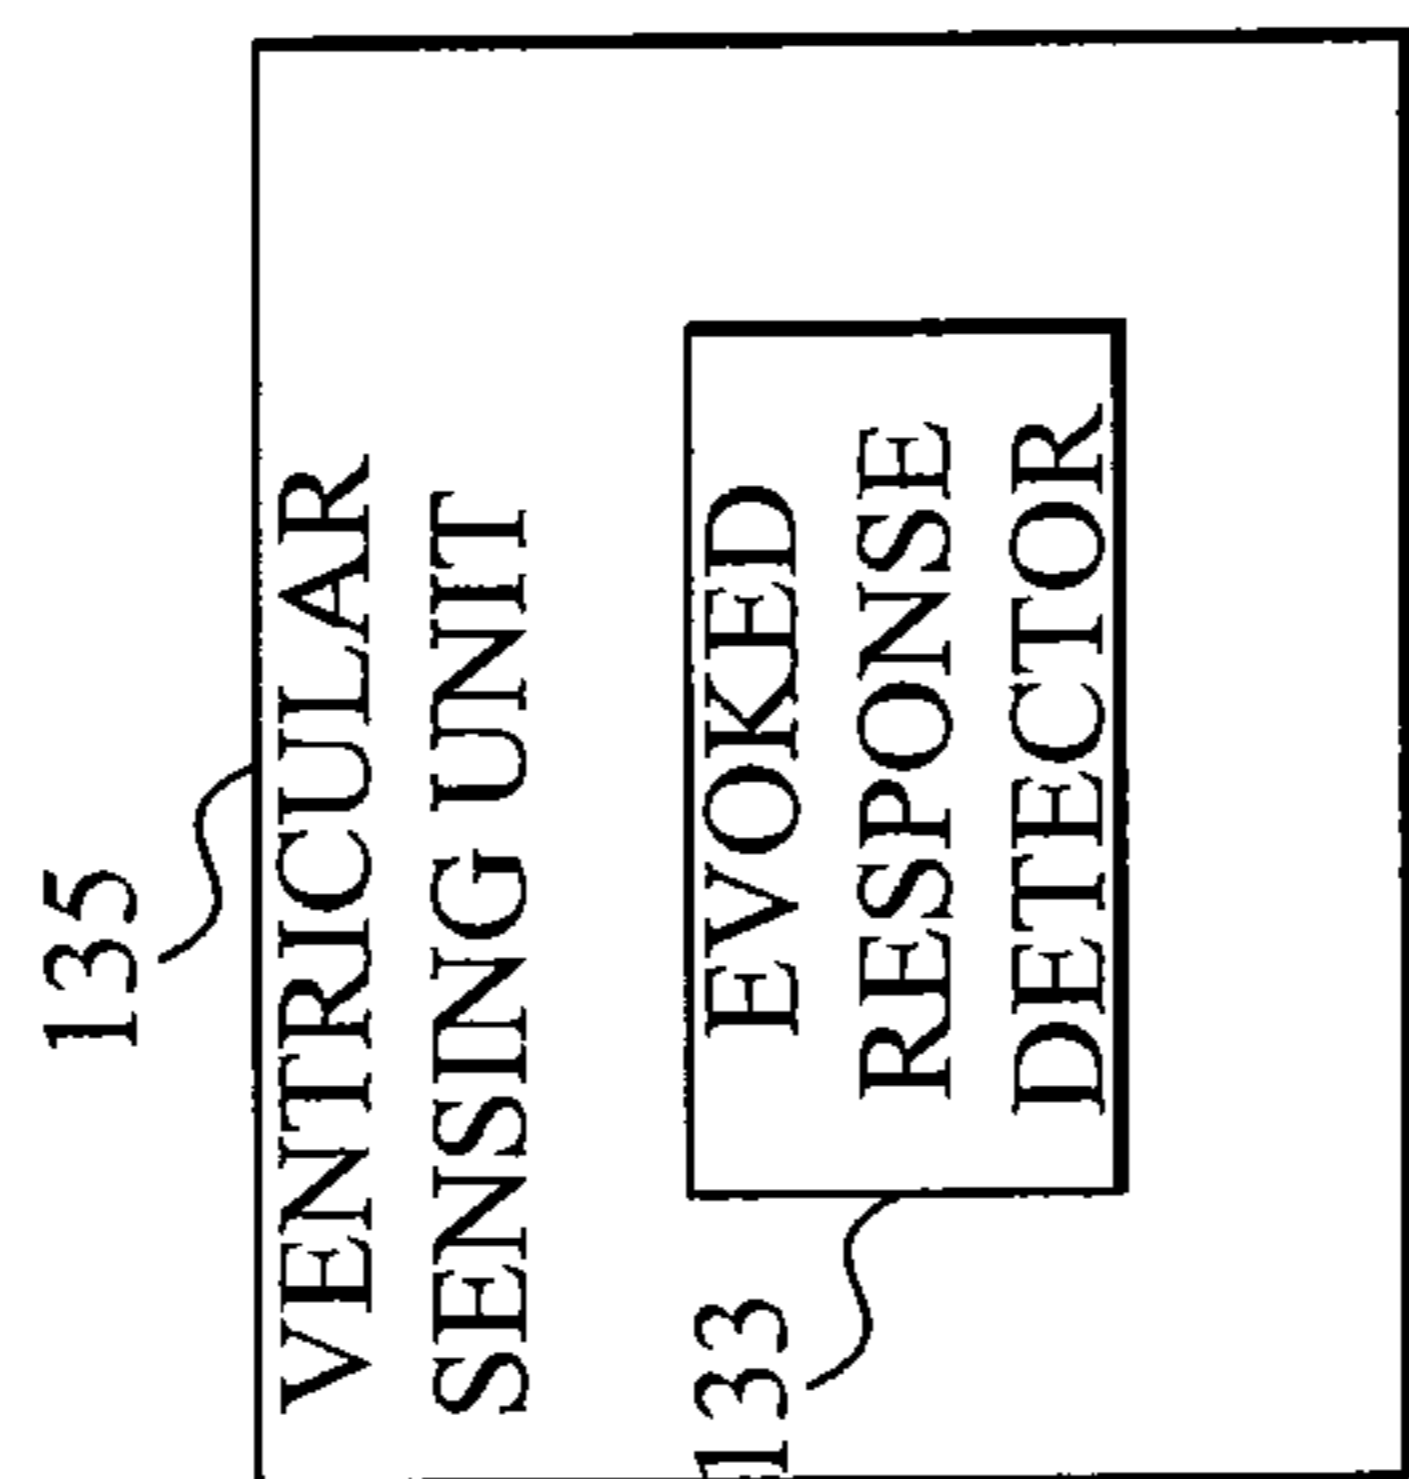 135
VENTRICULAR
SENSING UNIT
133
EVOKED
RESPONSE
DETECTOR